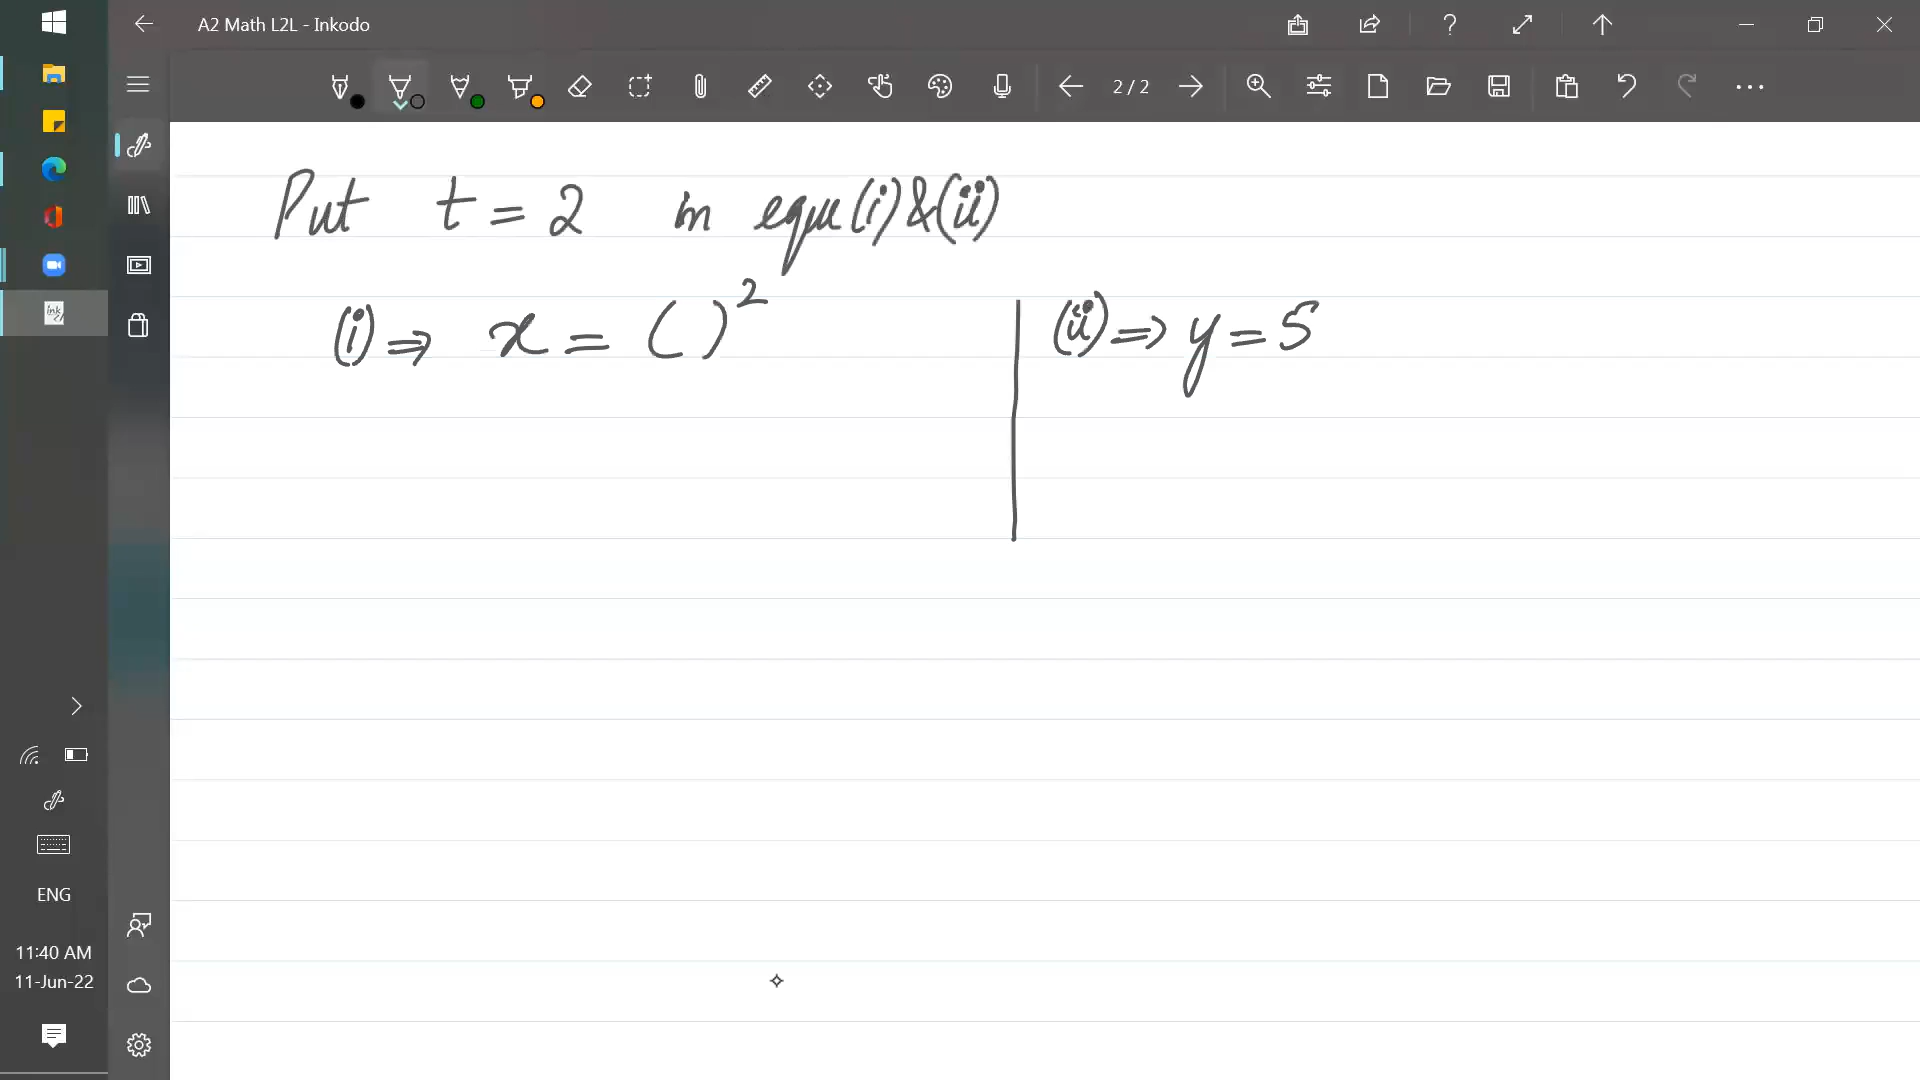 A2 Math L2L - Inkodo
2 / 2
Put t = 2 in equ (i) & (ii)
(i) ⇒ x = ( )²
(ii) ⇒ y = 5
ink
ENG
11:40 AM
11-Jun-22